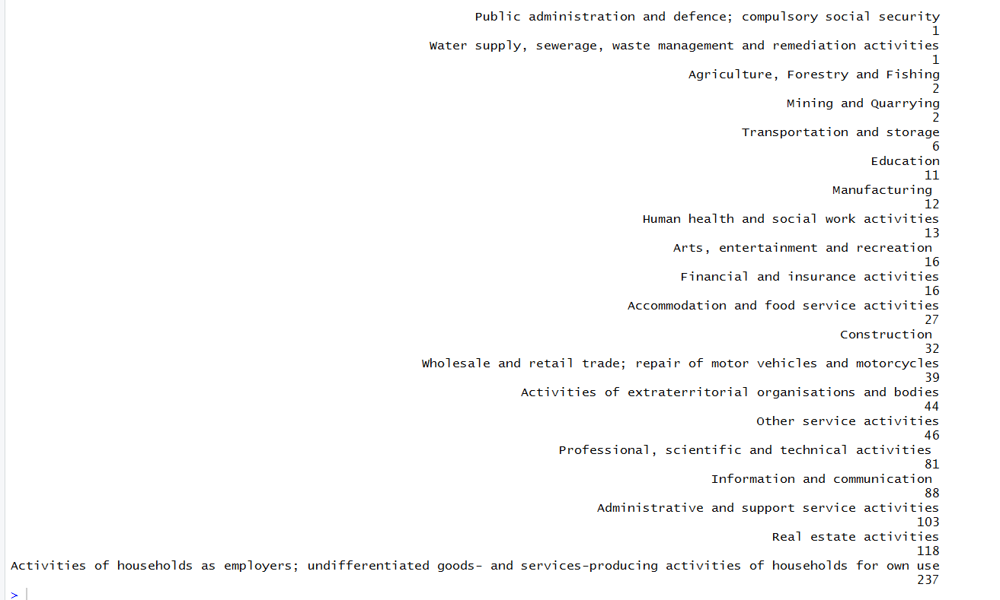 Public administration and defence; compulsory social security
1
Water supply, sewerage, waste management and remediation activities
1
Agriculture, Forestry and Fishing
2
Mining and Quarrying
2
Transportation and storage
6
Education
11
Manufacturing
12
Human health and social work activities
13
Arts, entertainment and recreation
16
Financial and insurance activities
16
Accommodation and food service activities
27
Construction
32
Wholesale and retail trade; repair of motor vehicles and motorcycles
39
Activities of extraterritorial organisations and bodies
44
Other service activities
46
Professional, scientific and technical activities
81
Information and communication
88
Administrative and support service activities
103
Real estate activities
118
Activities of households as employers; undifferentiated goods- and services-producing activities of households for own use
237
>